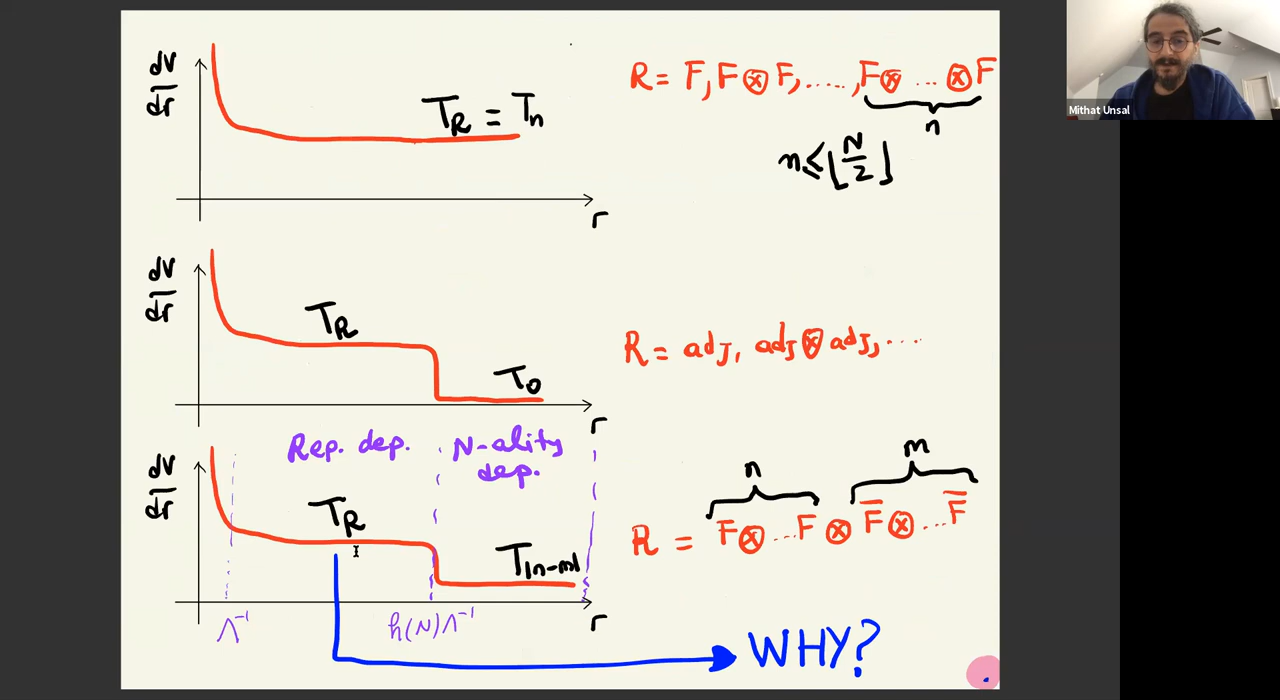 dV/dr
T_R = T_n
r
R = F, F ⊗ F, ....., F ⊗ ... ⊗ F
n
n ≤ ⌊N/2⌋
Mithat Unsal
dV/dr
T_R
T_0
r
R = adj, adj ⊗ adj, ....
Rep. dep.
N-ality dep.
dV/dr
T_R
T_|n-m|
r
Λ⁻¹
h(N)Λ⁻¹
n
m
R = F ⊗ ... F ⊗ F̅ ⊗ ... F̅
WHY?